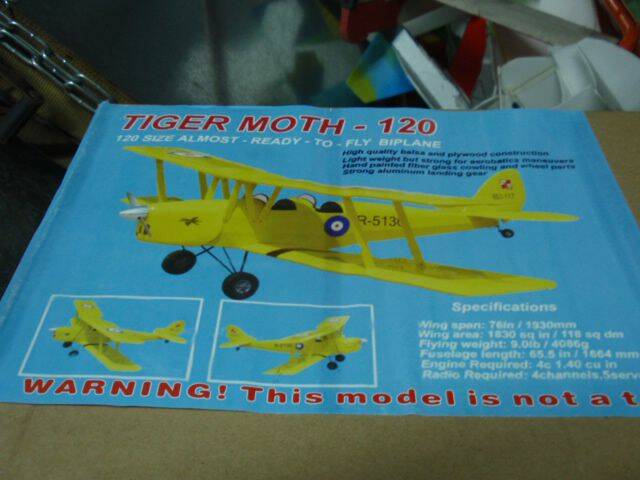 TIGER MOTH - 120
120 SIZE ALMOST - READY - TO - FLY BIPLANE
High quality balsa and plywood construction
Light weight but strong for aerobatics maneuvers
Hand painted fiber glass cowling and wheel parts
Strong aluminum landing gear
R-5130
Specifications
Wing span: 76in / 1930mm
Wing area: 1830 sq in / 118 sq dm
Flying weight: 9.0lb / 4086g
Fuselage length: 65.5 in / 1664 mm
Engine Required: 4c 1.40 cu in
Radio Required: 4channels,5servo
WARNING! This model is not a t